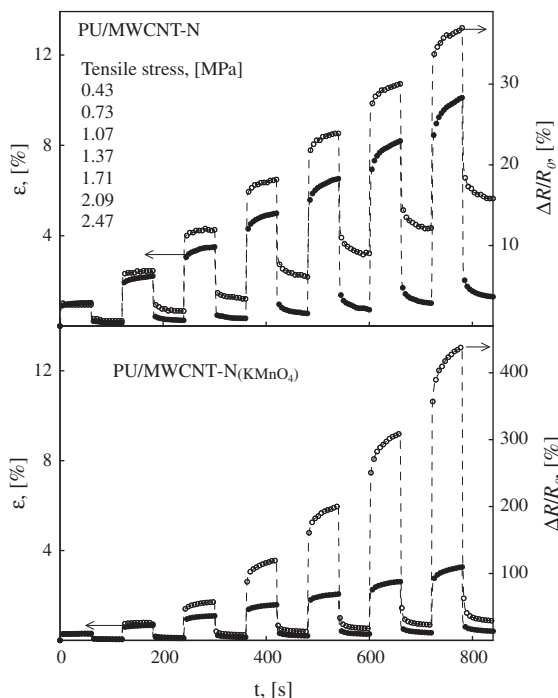 PU/MWCNT-N
Tensile stress, [MPa]
0.43
0.73
1.07
1.37
1.71
2.09
2.47
12
8
4
ε, [%]
30
20
10
ΔR/R₀, [%]
PU/MWCNT-N(KMnO₄)
12
8
4
ε, [%]
400
300
200
100
ΔR/R₀, [%]
0 200 400 600 800
t, [s]